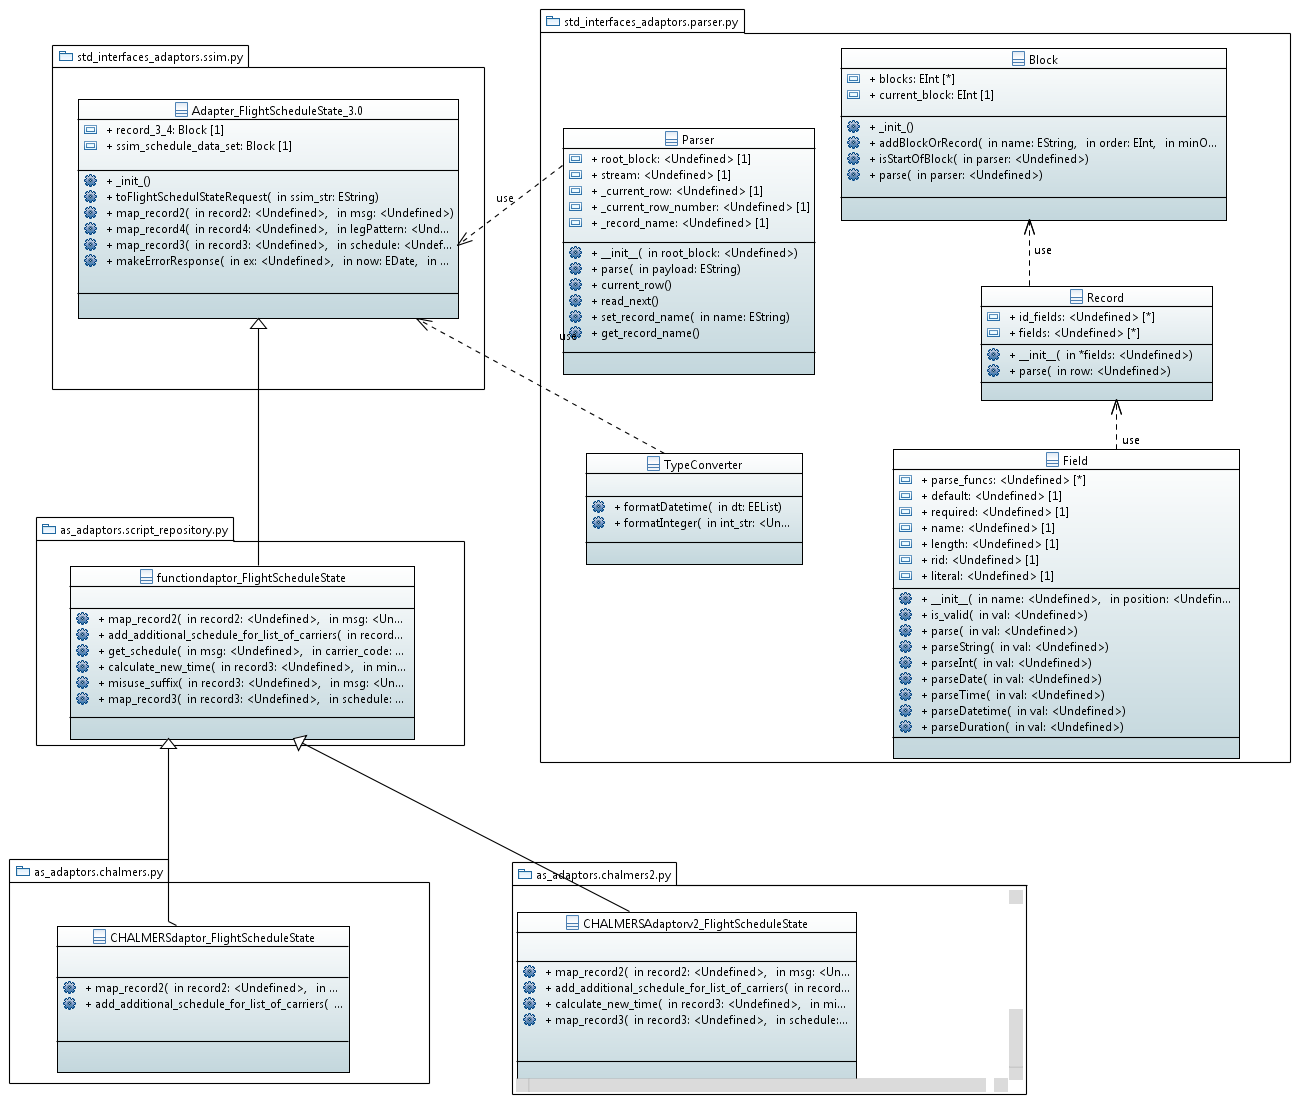 std_interfaces_adaptors.ssim.py
Adapter_FlightScheduleState_3.0
+ record_3_4: Block [1]
+ ssim_schedule_data_set: Block [1]
+ _init_()
+ toFlightSchedulStateRequest( in ssim_str: EString)
+ map_record2( in record2: <Undefined>, in msg: <Undefined>)
+ map_record4( in record4: <Undefined>, in legPattern: <Und...
+ map_record3( in record3: <Undefined>, in schedule: <Undef...
+ makeErrorResponse( in ex: <Undefined>, in now: EDate, in ...
use
std_interfaces_adaptors.parser.py
Parser
+ root_block: <Undefined> [1]
+ stream: <Undefined> [1]
+ _current_row: <Undefined> [1]
+ _current_row_number: <Undefined> [1]
+ _record_name: <Undefined> [1]
+ __init__( in root_block: <Undefined>)
+ parse( in payload: EString)
+ current_row()
+ read_next()
+ set_record_name( in name: EString)
+ get_record_name()
use
Block
+ blocks: EInt [*]
+ current_block: EInt [1]
+ _init_()
+ addBlockOrRecord( in name: EString, in order: EInt, in minO...
+ isStartOfBlock( in parser: <Undefined>)
+ parse( in parser: <Undefined>)
use
Record
+ id_fields: <Undefined> [*]
+ fields: <Undefined> [*]
+ __init__( in *fields: <Undefined>)
+ parse( in row: <Undefined>)
use
TypeConverter
+ formatDatetime( in dt: EEList)
+ formatInteger( in int_str: <Un...
Field
+ parse_funcs: <Undefined> [*]
+ default: <Undefined> [1]
+ required: <Undefined> [1]
+ name: <Undefined> [1]
+ length: <Undefined> [1]
+ rid: <Undefined> [1]
+ literal: <Undefined> [1]
+ __init__( in name: <Undefined>, in position: <Undefin...
+ is_valid( in val: <Undefined>)
+ parse( in val: <Undefined>)
+ parseString( in val: <Undefined>)
+ parseInt( in val: <Undefined>)
+ parseDate( in val: <Undefined>)
+ parseTime( in val: <Undefined>)
+ parseDatetime( in val: <Undefined>)
+ parseDuration( in val: <Undefined>)
as_adaptors.script_repository.py
functiondaptor_FlightScheduleState
+ map_record2( in record2: <Undefined>, in msg: <Un...
+ add_additional_schedule_for_list_of_carriers( in record...
+ get_schedule( in msg: <Undefined>, in carrier_code: ...
+ calculate_new_time( in record3: <Undefined>, in min...
+ misuse_suffix( in record3: <Undefined>, in msg: <Un...
+ map_record3( in record3: <Undefined>, in schedule: ...
as_adaptors.chalmers.py
CHALMERSdaptor_FlightScheduleState
+ map_record2( in record2: <Undefined>, in ...
+ add_additional_schedule_for_list_of_carriers( ...
as_adaptors.chalmers2.py
CHALMERSAdaptorv2_FlightScheduleState
+ map_record2( in record2: <Undefined>, in msg: <Un...
+ add_additional_schedule_for_list_of_carriers( in record...
+ calculate_new_time( in record3: <Undefined>, in mi...
+ map_record3( in record3: <Undefined>, in schedule:...